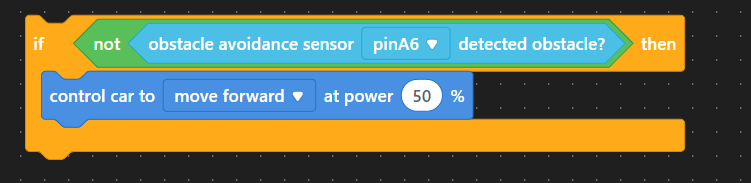 if not obstacle avoidance sensor pinA6 detected obstacle? then
control car to move forward at power 50 %